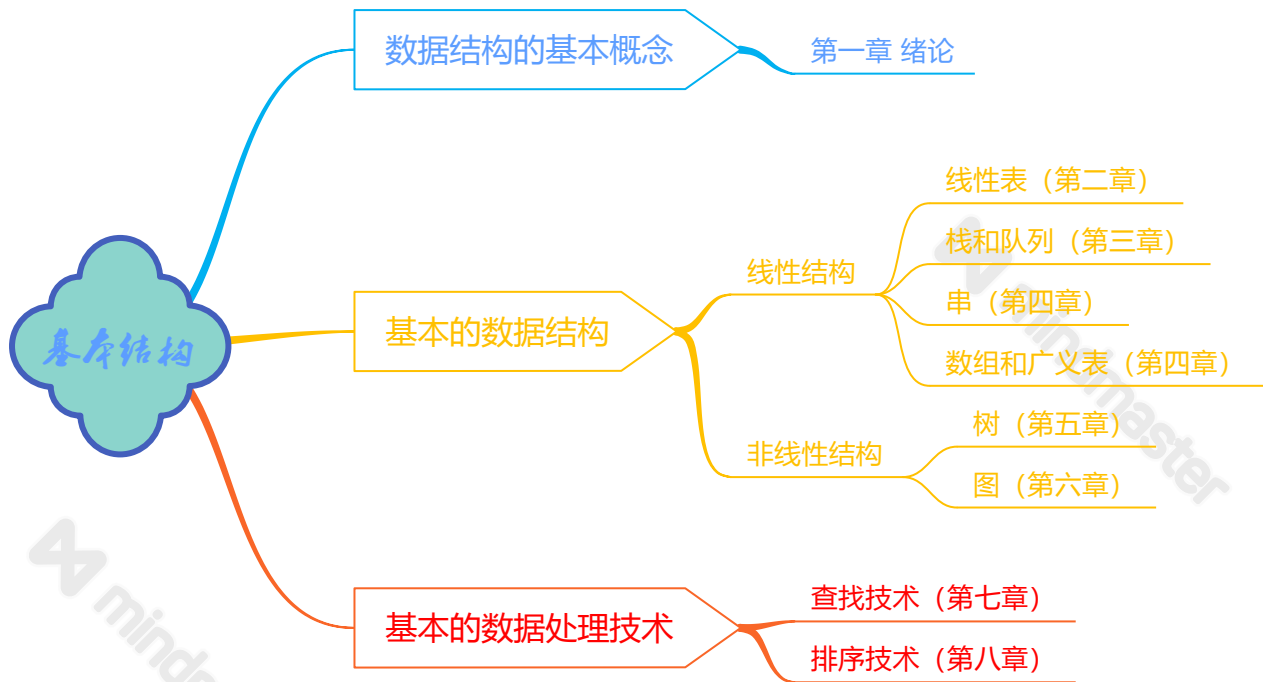 数据结构的基本概念
第一章 绪论
基本结构
基本的数据结构
线性结构
线性表（第二章）
栈和队列（第三章）
串（第四章）
数组和广义表（第四章）
非线性结构
树（第五章）
图（第六章）
基本的数据处理技术
查找技术（第七章）
排序技术（第八章）
mindmaster